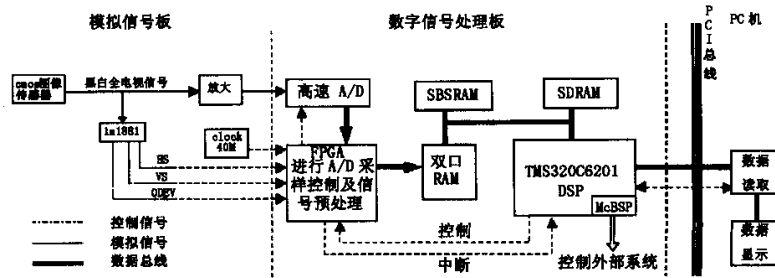 模拟信号板
数字信号处理板
PCI总线
PC 机
cmos图像
传感器
黑白全电视信号
放大
高速 A/D
SBSRAM
SDRAM
lm1881
clock
40M
HS
VS
ODEV
FPGA
进行A/D采
样控制及信
号预处理
双口
RAM
TMS320C6201
DSP
McBSP
数据
读取
数据
显示
控制
中断
控制外部系统
控制信号
模拟信号
数据总线